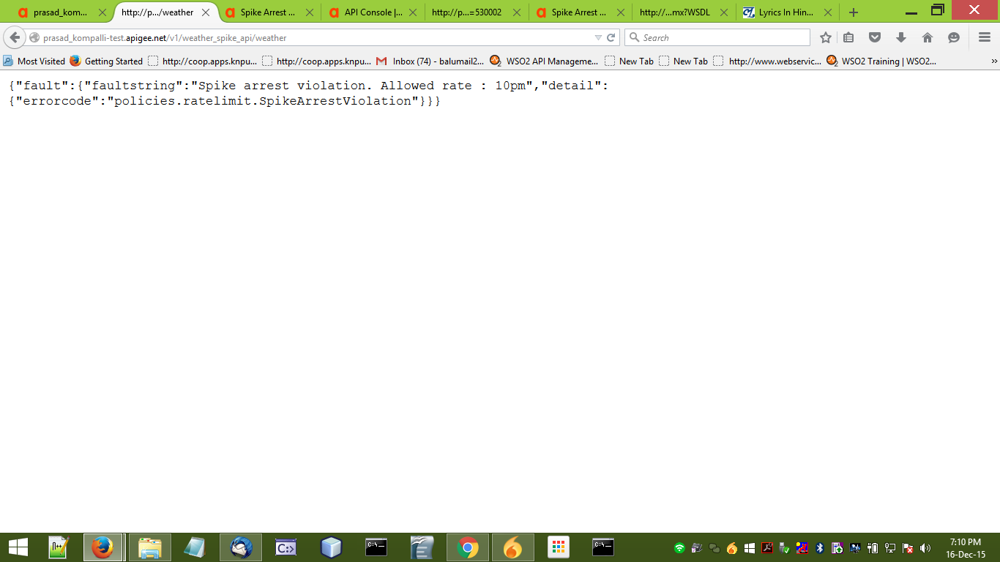 prasad_kom...
http://p.../weather
Spike Arrest ...
API Console |...
http://p...=530002
Spike Arrest ...
http://...mx?WSDL
Lyrics In Hin...
prasad_kompalli-test.apigee.net/v1/weather_spike_api/weather
Search
Most Visited
Getting Started
http://coop.apps.knpu...
http://coop.apps.knpu...
Inbox (74) - balumail2...
WSO2 API Manageme...
New Tab
New Tab
http://www.webservic...
WSO2 Training | WSO2...
{"fault":{"faultstring":"Spike arrest violation. Allowed rate : 10pm","detail":
{"errorcode":"policies.ratelimit.SpikeArrestViolation"}}}
7:10 PM
16-Dec-15